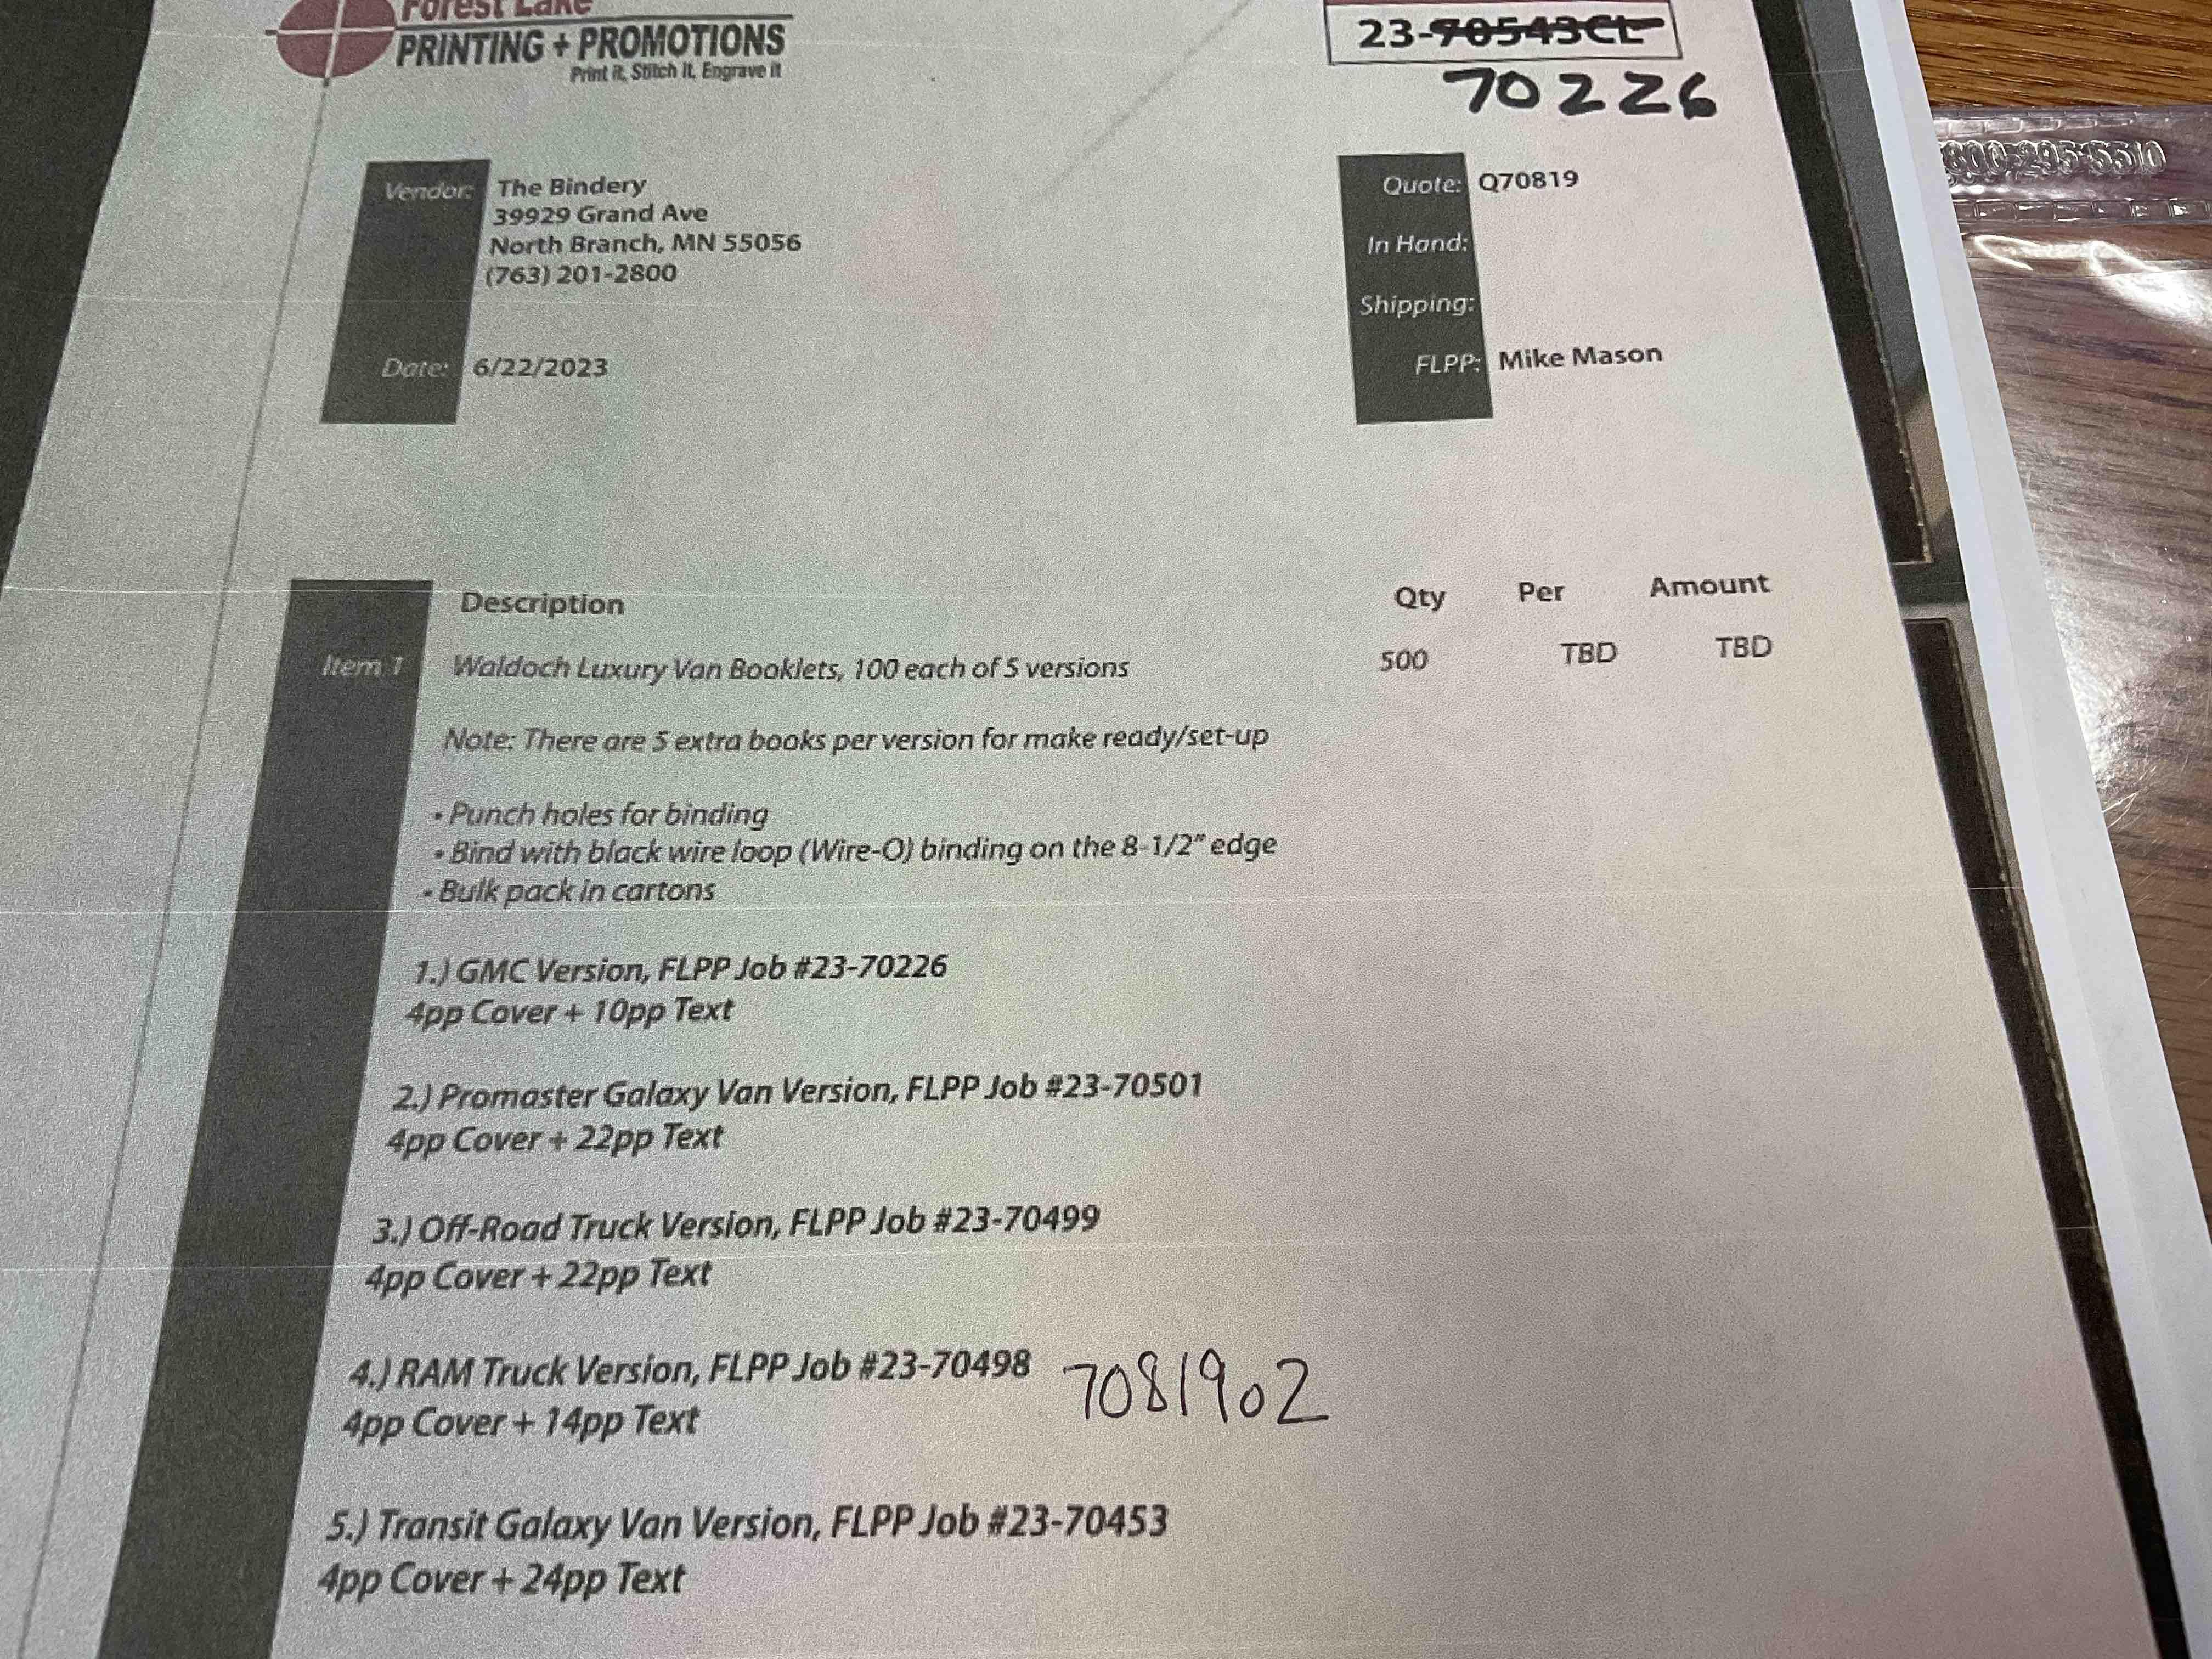 Forest Lake
PRINTING + PROMOTIONS
Print it, Stitch It, Engrave it
23-70543CL
70226
800-295-5510
Vendor: The Bindery
39929 Grand Ave
North Branch, MN 55056
(763) 201-2800
Date: 6/22/2023
Quote: Q70819
In Hand:
Shipping:
FLPP: Mike Mason
Description Qty Per Amount
Item 1 Waldoch Luxury Van Booklets, 100 each of 5 versions 500 TBD TBD
Note: There are 5 extra books per version for make ready/set-up
• Punch holes for binding
• Bind with black wire loop (Wire-O) binding on the 8-1/2" edge
• Bulk pack in cartons
1.) GMC Version, FLPP Job #23-70226
4pp Cover + 10pp Text
2.) Promaster Galaxy Van Version, FLPP Job #23-70501
4pp Cover + 22pp Text
3.) Off-Road Truck Version, FLPP Job #23-70499
4pp Cover + 22pp Text
4.) RAM Truck Version, FLPP Job #23-70498 7081902
4pp Cover + 14pp Text
5.) Transit Galaxy Van Version, FLPP Job #23-70453
4pp Cover + 24pp Text